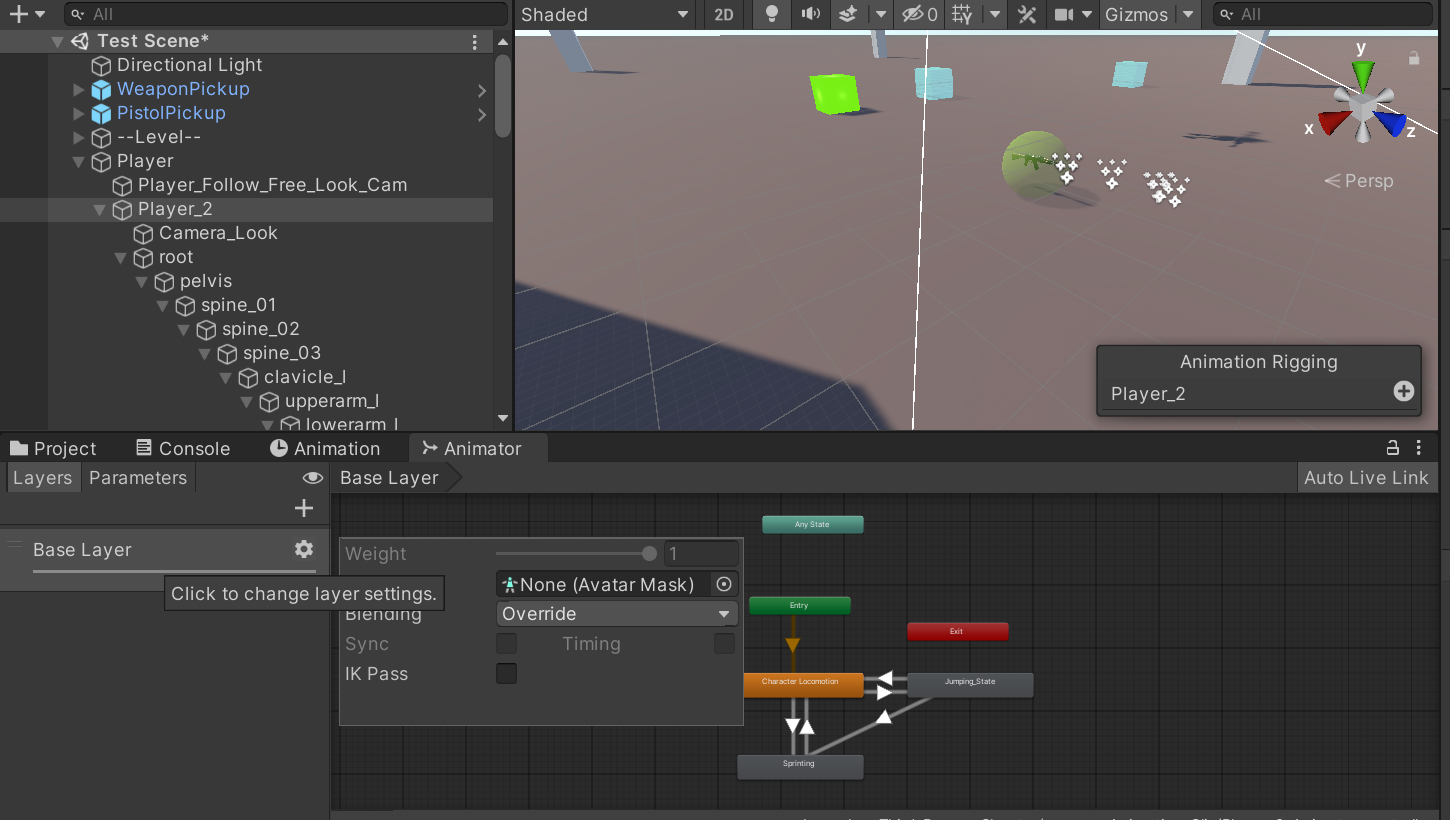 All
Test Scene*
Directional Light
WeaponPickup
PistolPickup
--Level--
Player
Player_Follow_Free_Look_Cam
Player_2
Camera_Look
root
pelvis
spine_01
spine_02
spine_03
clavicle_l
upperarm_l
lowerarm_l
Shaded
2D
0
Gizmos
All
y
x
z
Persp
Animation Rigging
Player_2
Project
Console
Animation
Animator
Layers
Parameters
Base Layer
Auto Live Link
Base Layer
Click to change layer settings.
Weight
1
None (Avatar Mask)
Blending
Override
Sync
Timing
IK Pass
Any State
Entry
Exit
Character Locomotion
Jumping_State
Sprinting